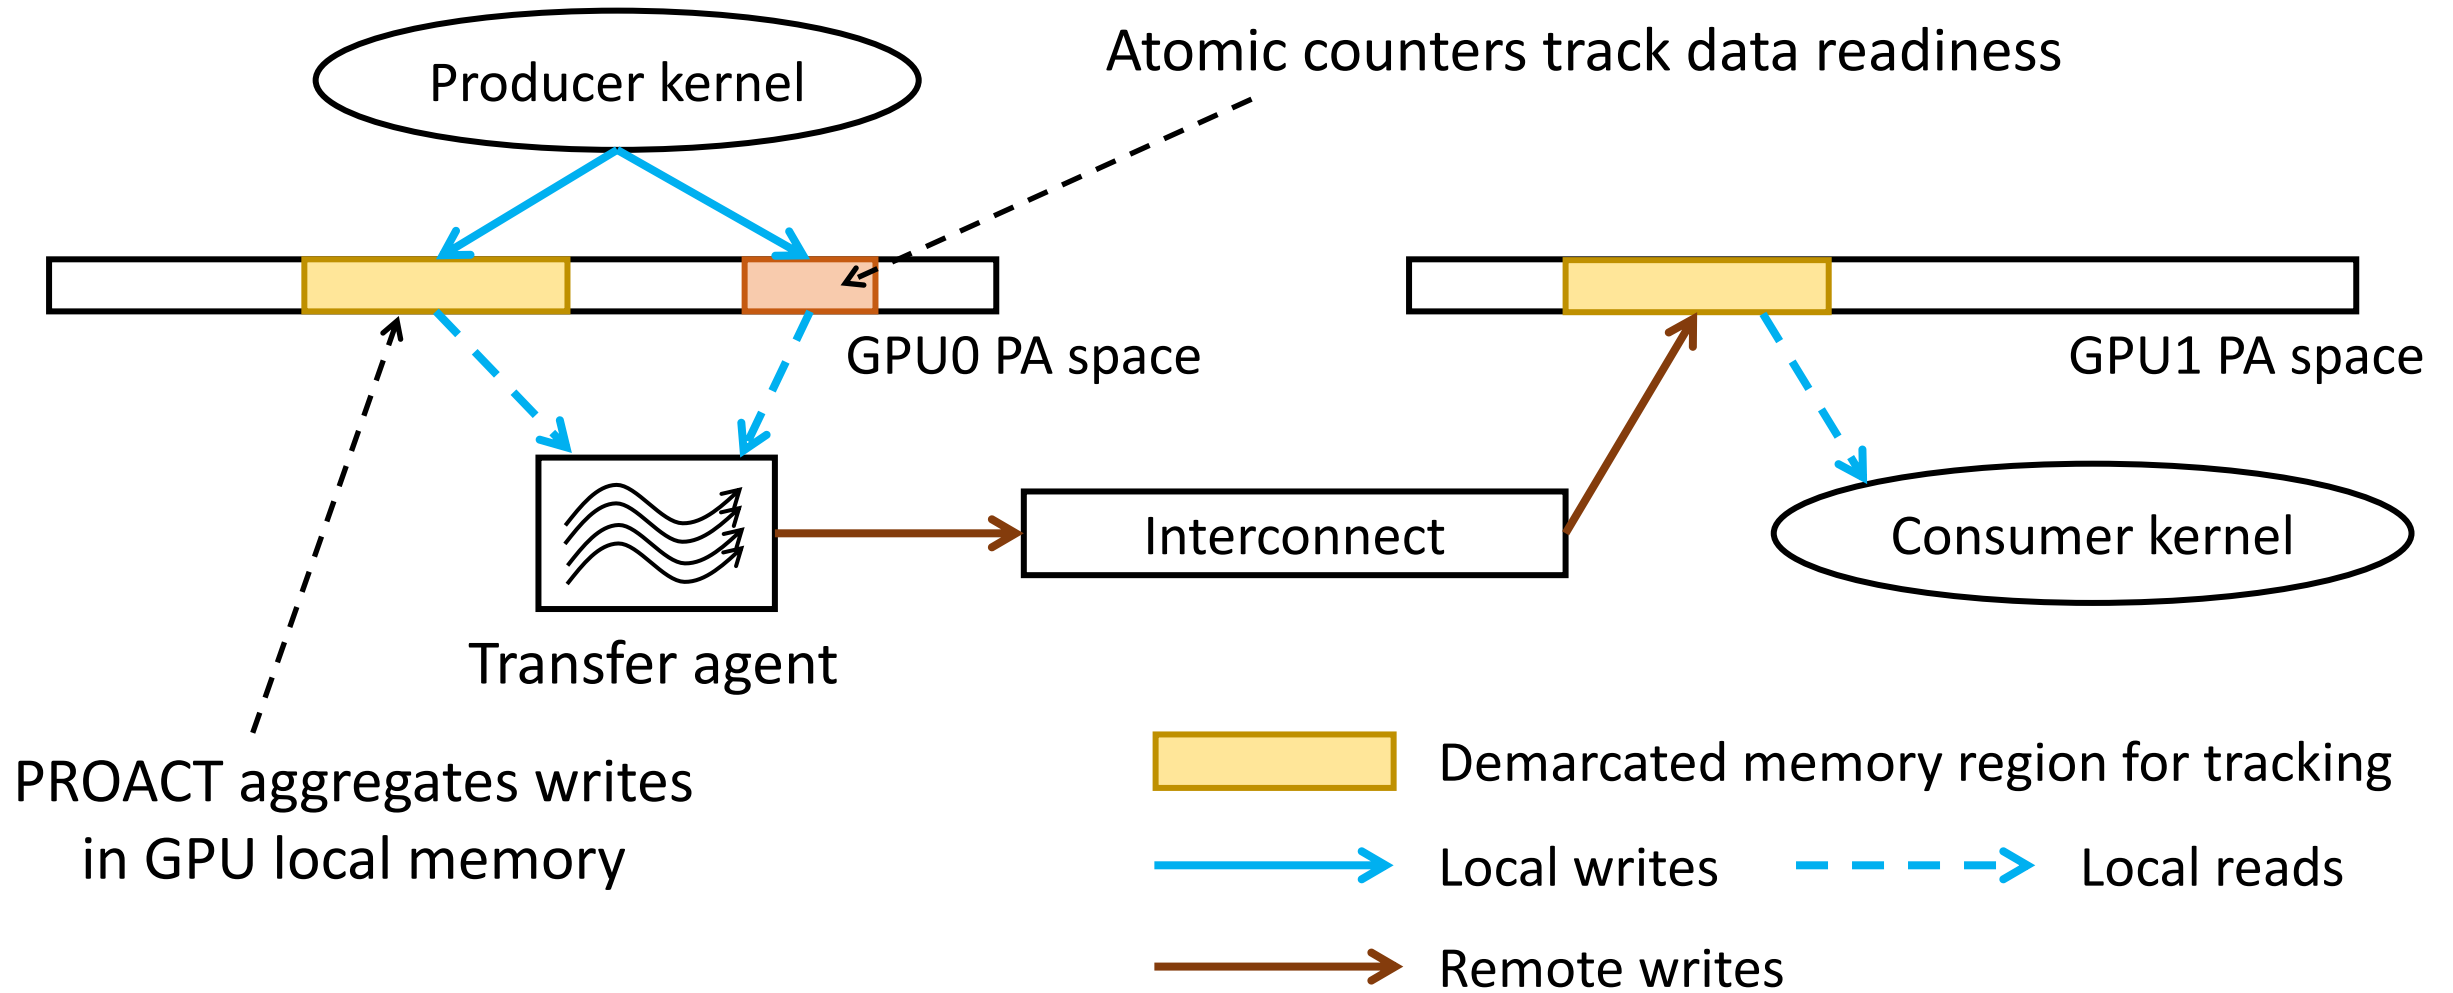 Producer kernel
Atomic counters track data readiness
GPU0 PA space
GPU1 PA space
Interconnect
Consumer kernel
Transfer agent
PROACT aggregates writes
in GPU local memory
Demarcated memory region for tracking
Local writes
Local reads
Remote writes